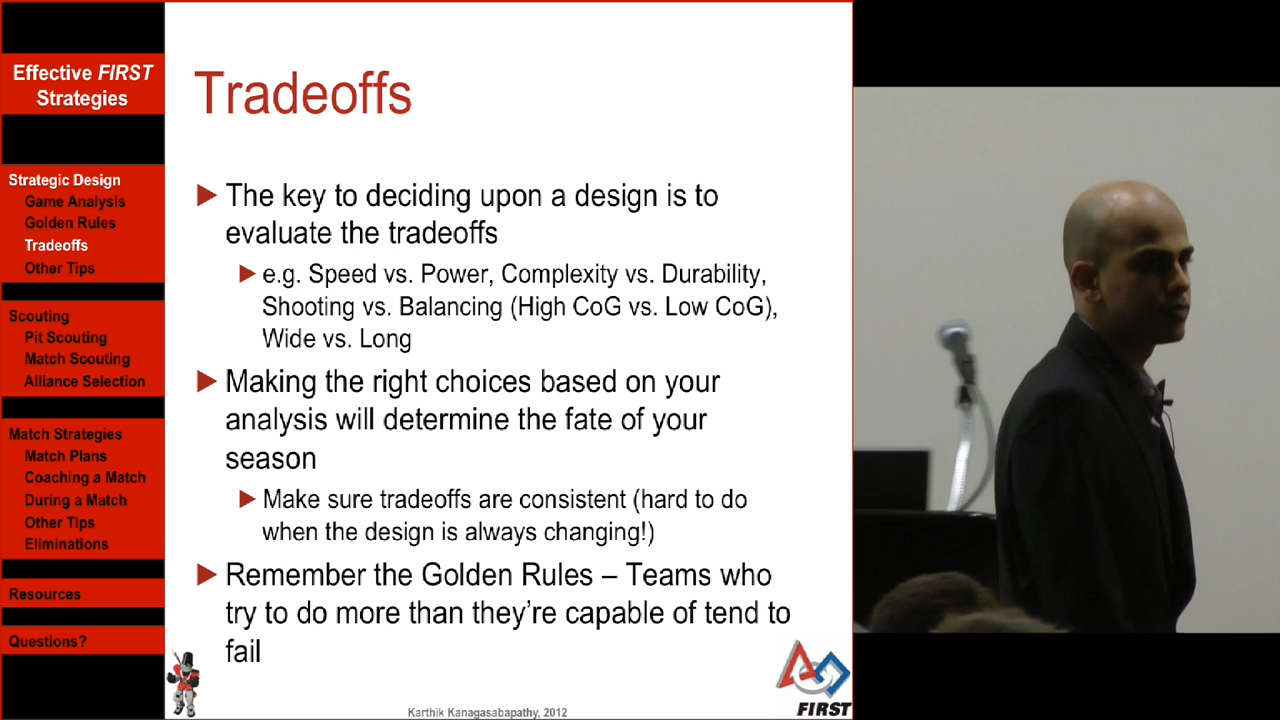 Effective FIRST
Strategies
Strategic Design
Game Analysis
Golden Rules
Tradeoffs
Other Tips
Scouting
Pit Scouting
Match Scouting
Alliance Selection
Match Strategies
Match Plans
Coaching a Match
During a Match
Other Tips
Eliminations
Resources
Questions?
Tradeoffs
The key to deciding upon a design is to
evaluate the tradeoffs
e.g. Speed vs. Power, Complexity vs. Durability,
Shooting vs. Balancing (High CoG vs. Low CoG),
Wide vs. Long
Making the right choices based on your
analysis will determine the fate of your
season
Make sure tradeoffs are consistent (hard to do
when the design is always changing!)
Remember the Golden Rules – Teams who
try to do more than they’re capable of tend to
fail
Karthik Kanagasabapathy, 2012
FIRST